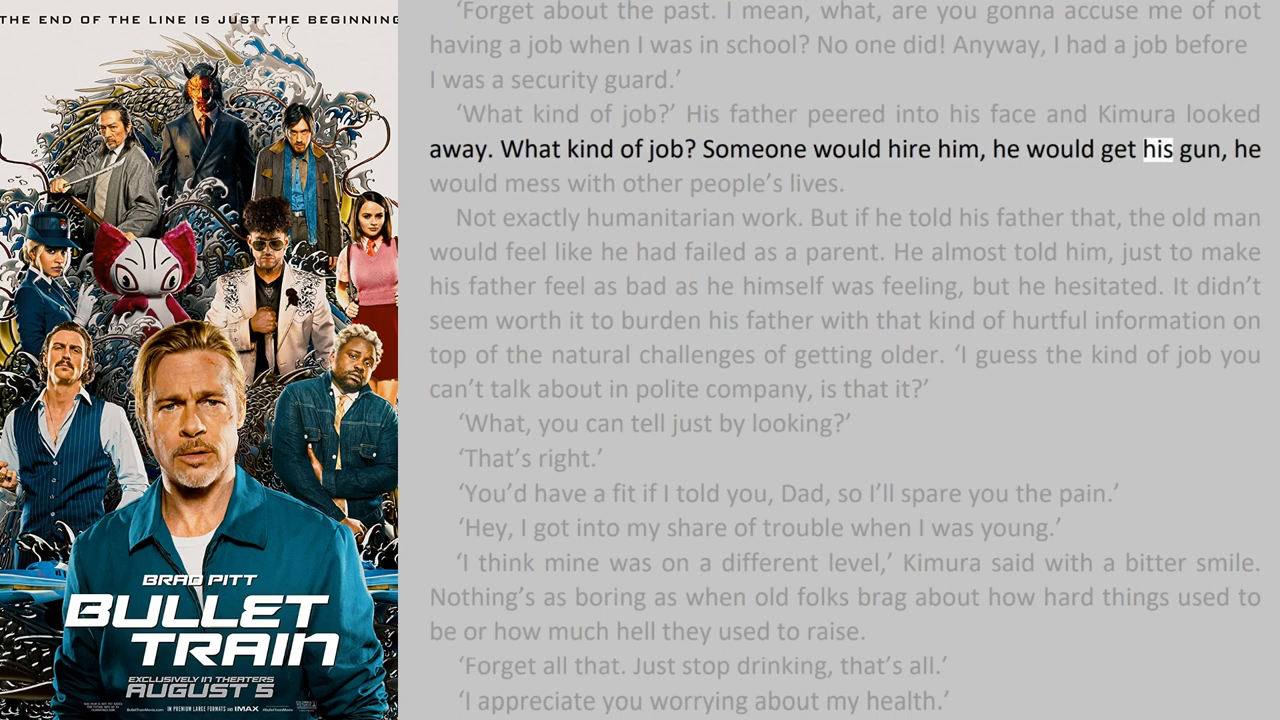 THE END OF THE LINE IS JUST THE BEGINNING
BRAD PITT
BULLET
TRAIN
EXCLUSIVELY IN THEATERS
AUGUST 5
BulletTrainMovie.com
IN PREMIUM LARGE FORMATS AND IMAX
#BulletTrainMovie
‘Forget about the past. I mean, what, are you gonna accuse me of not
having a job when I was in school? No one did! Anyway, I had a job before
I was a security guard.’
‘What kind of job?’ His father peered into his face and Kimura looked
away. What kind of job? Someone would hire him, he would get his gun, he
would mess with other people’s lives.
Not exactly humanitarian work. But if he told his father that, the old man
would feel like he had failed as a parent. He almost told him, just to make
his father feel as bad as he himself was feeling, but he hesitated. It didn’t
seem worth it to burden his father with that kind of hurtful information on
top of the natural challenges of getting older. ‘I guess the kind of job you
can’t talk about in polite company, is that it?’
‘What, you can tell just by looking?’
‘That’s right.’
‘You’d have a fit if I told you, Dad, so I’ll spare you the pain.’
‘Hey, I got into my share of trouble when I was young.’
‘I think mine was on a different level,’ Kimura said with a bitter smile.
Nothing’s as boring as when old folks brag about how hard things used to
be or how much hell they used to raise.
‘Forget all that. Just stop drinking, that’s all.’
‘I appreciate you worrying about my health.’